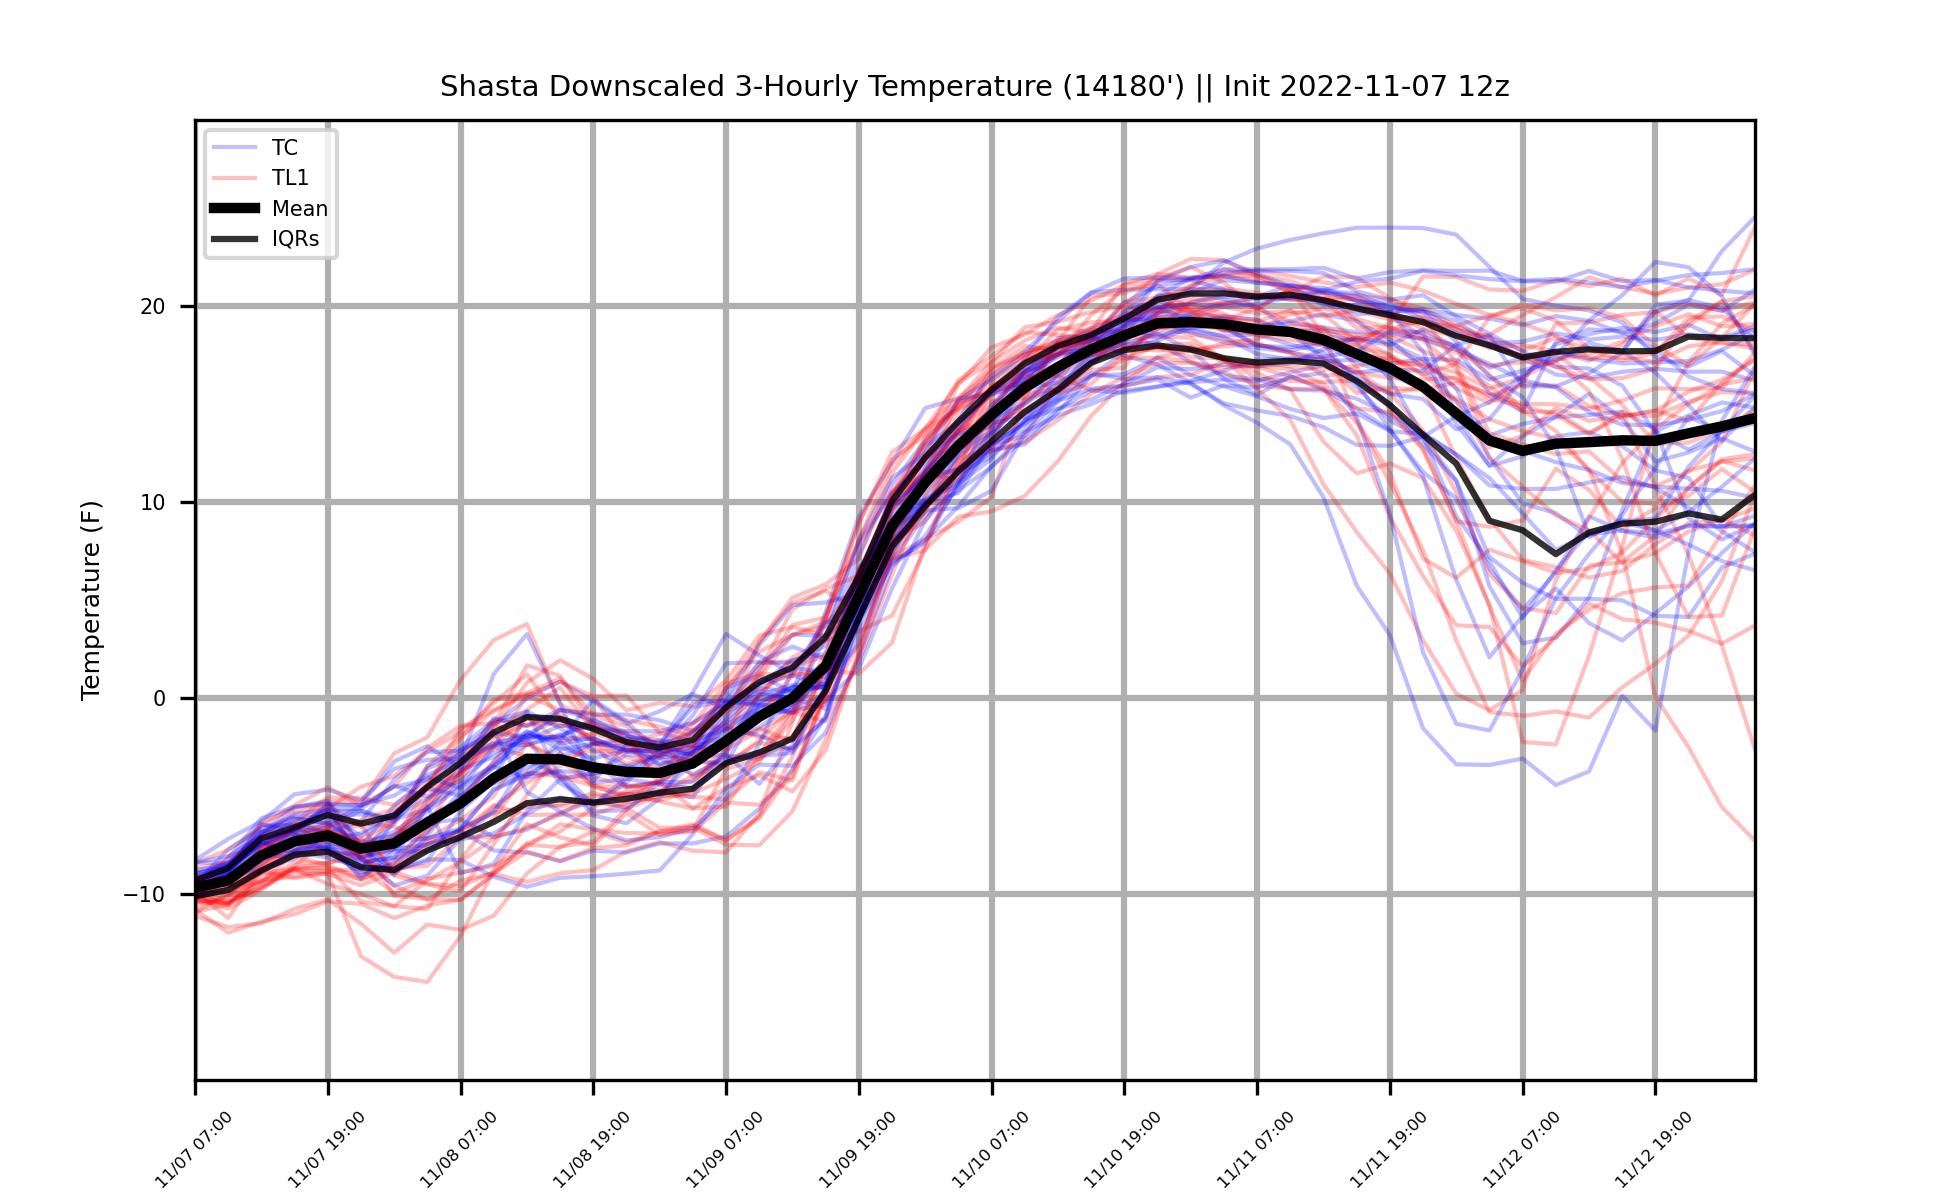 Shasta Downscaled 3-Hourly Temperature (14180') || Init 2022-11-07 12z
TC
TL1
Mean
IQRs
Temperature (F)
20
10
0
−10
11/07 07:00
11/07 19:00
11/08 07:00
11/08 19:00
11/09 07:00
11/09 19:00
11/10 07:00
11/10 19:00
11/11 07:00
11/11 19:00
11/12 07:00
11/12 19:00